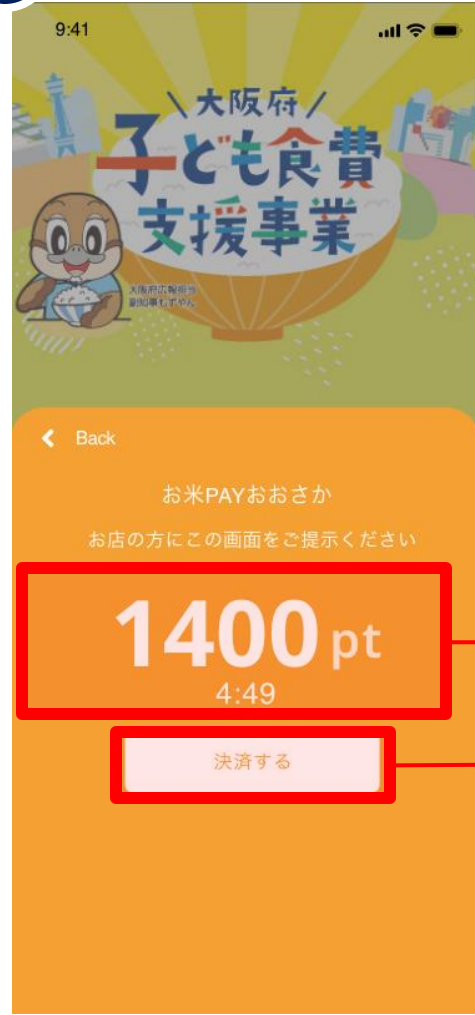 9:41
大阪府
子ども食費
支援事業
大阪府広報担当
副知事もずやん
Back
お米PAYおおさか
お店の方にこの画面をご提示ください
1400 pt
4:49
決済する